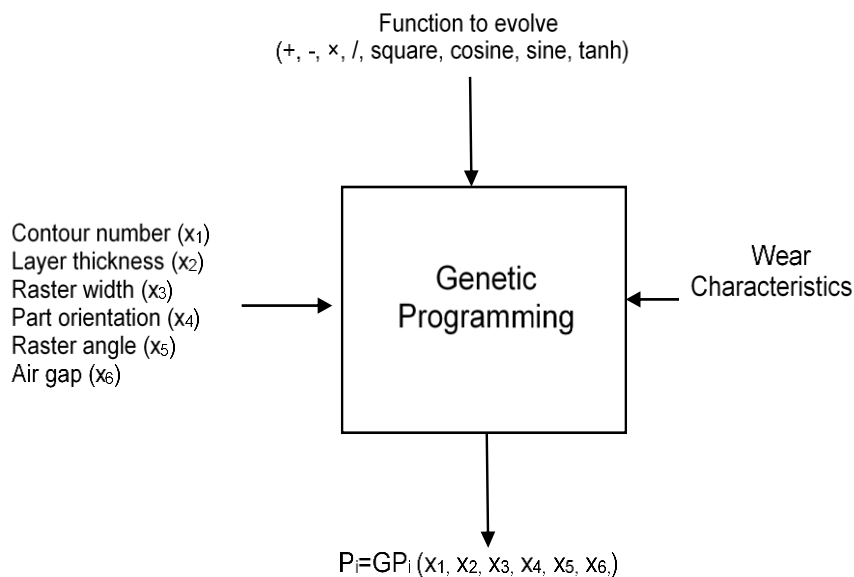 Function to evolve
(+, -, ×, /, square, cosine, sine, tanh)
Contour number (x₁)
Layer thickness (x₂)
Raster width (x₃)
Part orientation (x₄)
Raster angle (x₅)
Air gap (x₆)
Genetic
Programming
Wear
Characteristics
Pᵢ=GPᵢ (x₁, x₂, x₃, x₄, x₅, x₆,)